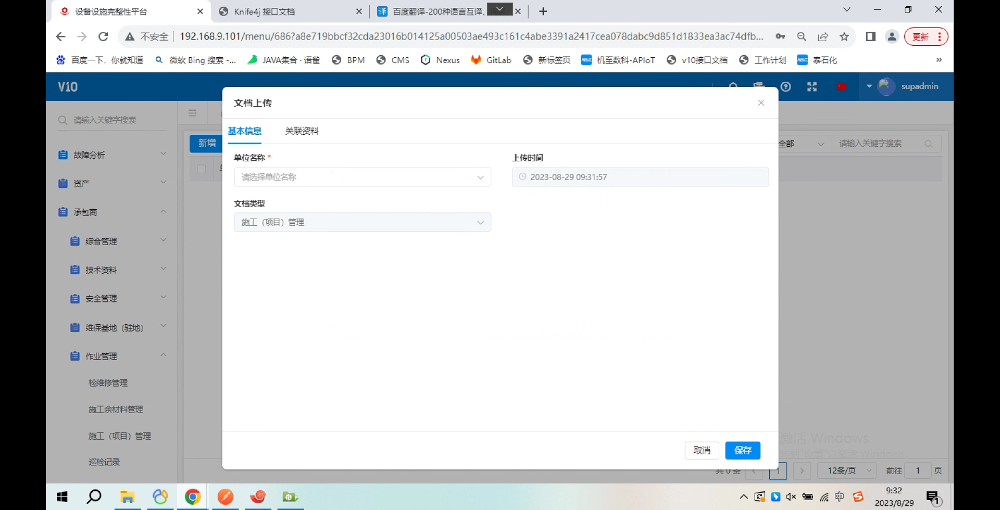 设备设施完整性平台
Knife4j 接口文档
百度翻译-200种语言互译、
不安全
192.168.9.101/menu/686?a8e719bbcf32cda23016b014125a00503ae493c161c4abe3391a2417cea078dabc9d851d1833ea3ac74dfb...
更新
百度一下，你就知道
微软 Bing 搜索 -...
JAVA集合 · 语雀
BPM
CMS
Nexus
GitLab
新标签页
机至数科-APIoT
v10接口文档
工作计划
泰石化
»
V10
supadmin
文档上传
请输入关键字搜索
基本信息
关联资料
新增
全部
请输入关键字搜索
单位名称 *
上传时间
请选择单位名称
2023-08-29 09:31:57
文档类型
施工（项目）管理
故障分析
资产
承包商
综合管理
技术资料
安全管理
维保基地（驻地）
作业管理
检维修管理
施工余材料管理
施工（项目）管理
巡检记录
取消
保存
激活 Windows
转到"设置"以激活 Windows。
共 0 条
1
12条/页
前往
1
页
中
9:32
2023/8/29
1